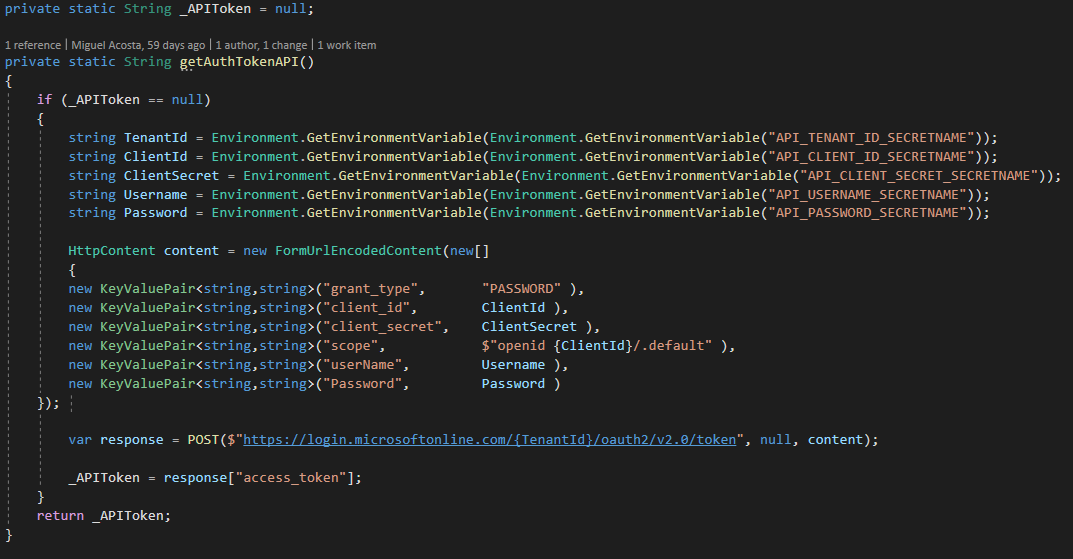 private static String _APIToken = null;
1 reference | Miguel Acosta, 59 days ago | 1 author, 1 change | 1 work item
private static String getAuthTokenAPI()
{
if (_APIToken == null)
{
string TenantId = Environment.GetEnvironmentVariable(Environment.GetEnvironmentVariable("API_TENANT_ID_SECRETNAME"));
string ClientId = Environment.GetEnvironmentVariable(Environment.GetEnvironmentVariable("API_CLIENT_ID_SECRETNAME"));
string ClientSecret = Environment.GetEnvironmentVariable(Environment.GetEnvironmentVariable("API_CLIENT_SECRET_SECRETNAME"));
string Username = Environment.GetEnvironmentVariable(Environment.GetEnvironmentVariable("API_USERNAME_SECRETNAME"));
string Password = Environment.GetEnvironmentVariable(Environment.GetEnvironmentVariable("API_PASSWORD_SECRETNAME"));
HttpContent content = new FormUrlEncodedContent(new[]
{
new KeyValuePair<string,string>("grant_type", "PASSWORD" ),
new KeyValuePair<string,string>("client_id", ClientId ),
new KeyValuePair<string,string>("client_secret", ClientSecret ),
new KeyValuePair<string,string>("scope", $"openid {ClientId}/.default" ),
new KeyValuePair<string,string>("userName", Username ),
new KeyValuePair<string,string>("Password", Password )
});
var response = POST($"https://login.microsoftonline.com/{TenantId}/oauth2/v2.0/token", null, content);
_APIToken = response["access_token"];
}
return _APIToken;
}